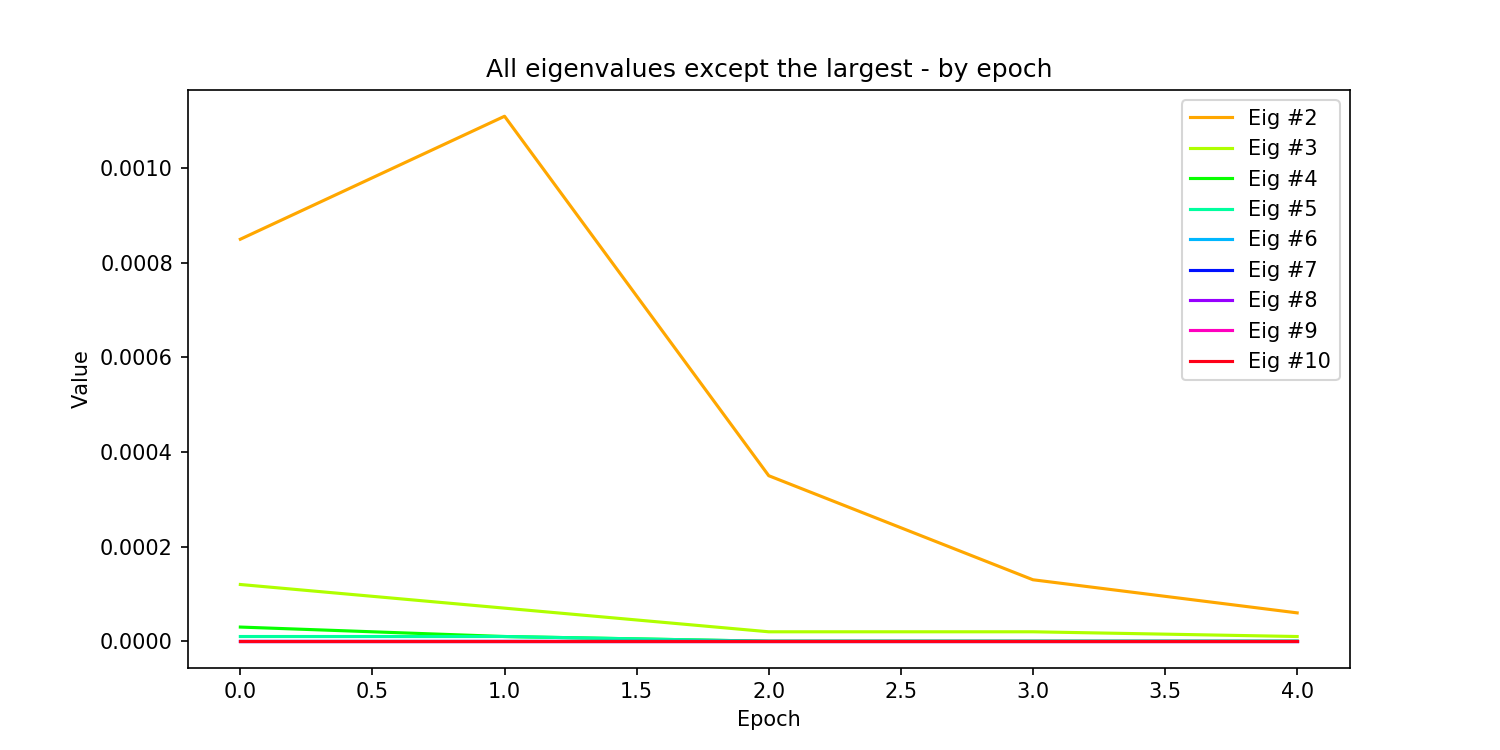 All eigenvalues except the largest - by epoch
Eig #2
Eig #3
Eig #4
Eig #5
Eig #6
Eig #7
Eig #8
Eig #9
Eig #10
Value
0.0010
0.0008
0.0006
0.0004
0.0002
0.0000
0.0 0.5 1.0 1.5 2.0 2.5 3.0 3.5 4.0
Epoch